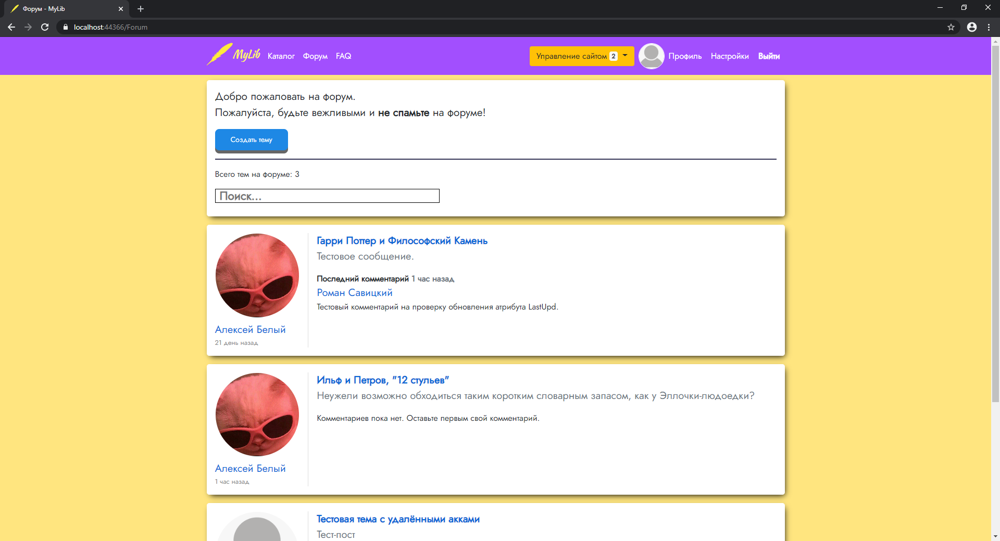 Форум - MyLib
localhost:44366/Forum
MyLib Каталог Форум FAQ Управление сайтом 2 Профиль Настройки Выйти
Добро пожаловать на форум.
Пожалуйста, будьте вежливыми и не спамьте на форуме!
Создать тему
Всего тем на форуме: 3
Поиск...
Гарри Поттер и Философский Камень
Тестовое сообщение.
Последний комментарий 1 час назад
Роман Савицкий
Тестовый комментарий на проверку обновления атрибута LastUpd.
Алексей Белый
21 день назад
Ильф и Петров, "12 стульев"
Неужели возможно обходиться таким коротким словарным запасом, как у Эллочки-людоедки?
Комментариев пока нет. Оставьте первым свой комментарий.
Алексей Белый
1 час назад
Тестовая тема с удалёнными акками
Тест-пост